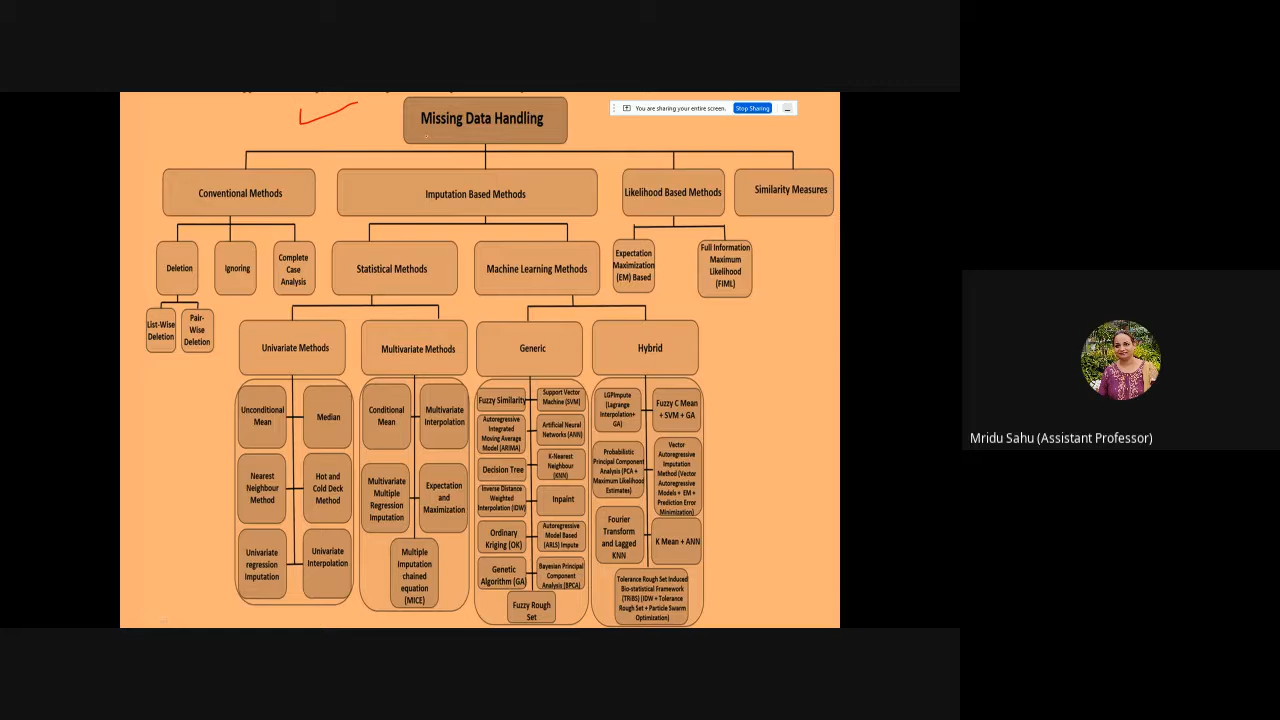 Missing Data Handling
You are sharing your entire screen.
Stop Sharing
Conventional Methods
Imputation Based Methods
Likelihood Based Methods
Similarity Measures
Deletion
Ignoring
Complete
Case
Analysis
Statistical Methods
Machine Learning Methods
Expectation
Maximization
(EM) Based
Full Information
Maximum
Likelihood
(FIML)
List-Wise
Deletion
Pair-
Wise
Deletion
Univariate Methods
Multivariate Methods
Generic
Hybrid
Unconditional
Mean
Median
Nearest
Neighbour
Method
Hot and
Cold Deck
Method
Univariate
regression
Imputation
Univariate
Interpolation
Conditional
Mean
Multivariate
Interpolation
Multivariate
Multiple
Regression
Imputation
Expectation
and
Maximization
Multiple
Imputation
chained
equation
(MICE)
Fuzzy Similarity
Support Vector
Machine (SVM)
Autoregressive
Integrated
Moving Average
Model (ARIMA)
Artificial Neural
Networks (ANN)
Decision Tree
K-Nearest
Neighbour
(KNN)
Inverse Distance
Weighted
Interpolation (IDW)
Inpaint
Ordinary
Kriging (OK)
Autoregressive
Model Based
(ARLS) Impute
Genetic
Algorithm (GA)
Bayesian Principal
Component
Analysis (BPCA)
Fuzzy Rough
Set
LGPImpute
(Lagrange
Interpolation+
GA)
Fuzzy C Mean
+ SVM + GA
Probabilistic
Principal Component
Analysis (PCA +
Maximum Likelihood
Estimates)
Vector
Autoregressive
Imputation
Method (Vector
Autoregressive
Models + EM +
Prediction Error
Minimization)
Fourier
Transform
and Lagged
KNN
K Mean + ANN
Tolerance Rough Set Induced
Bio-statistical Framework
(TRiBS) (IDW + Tolerance
Rough Set + Particle Swarm
Optimization)
Mridu Sahu (Assistant Professor)